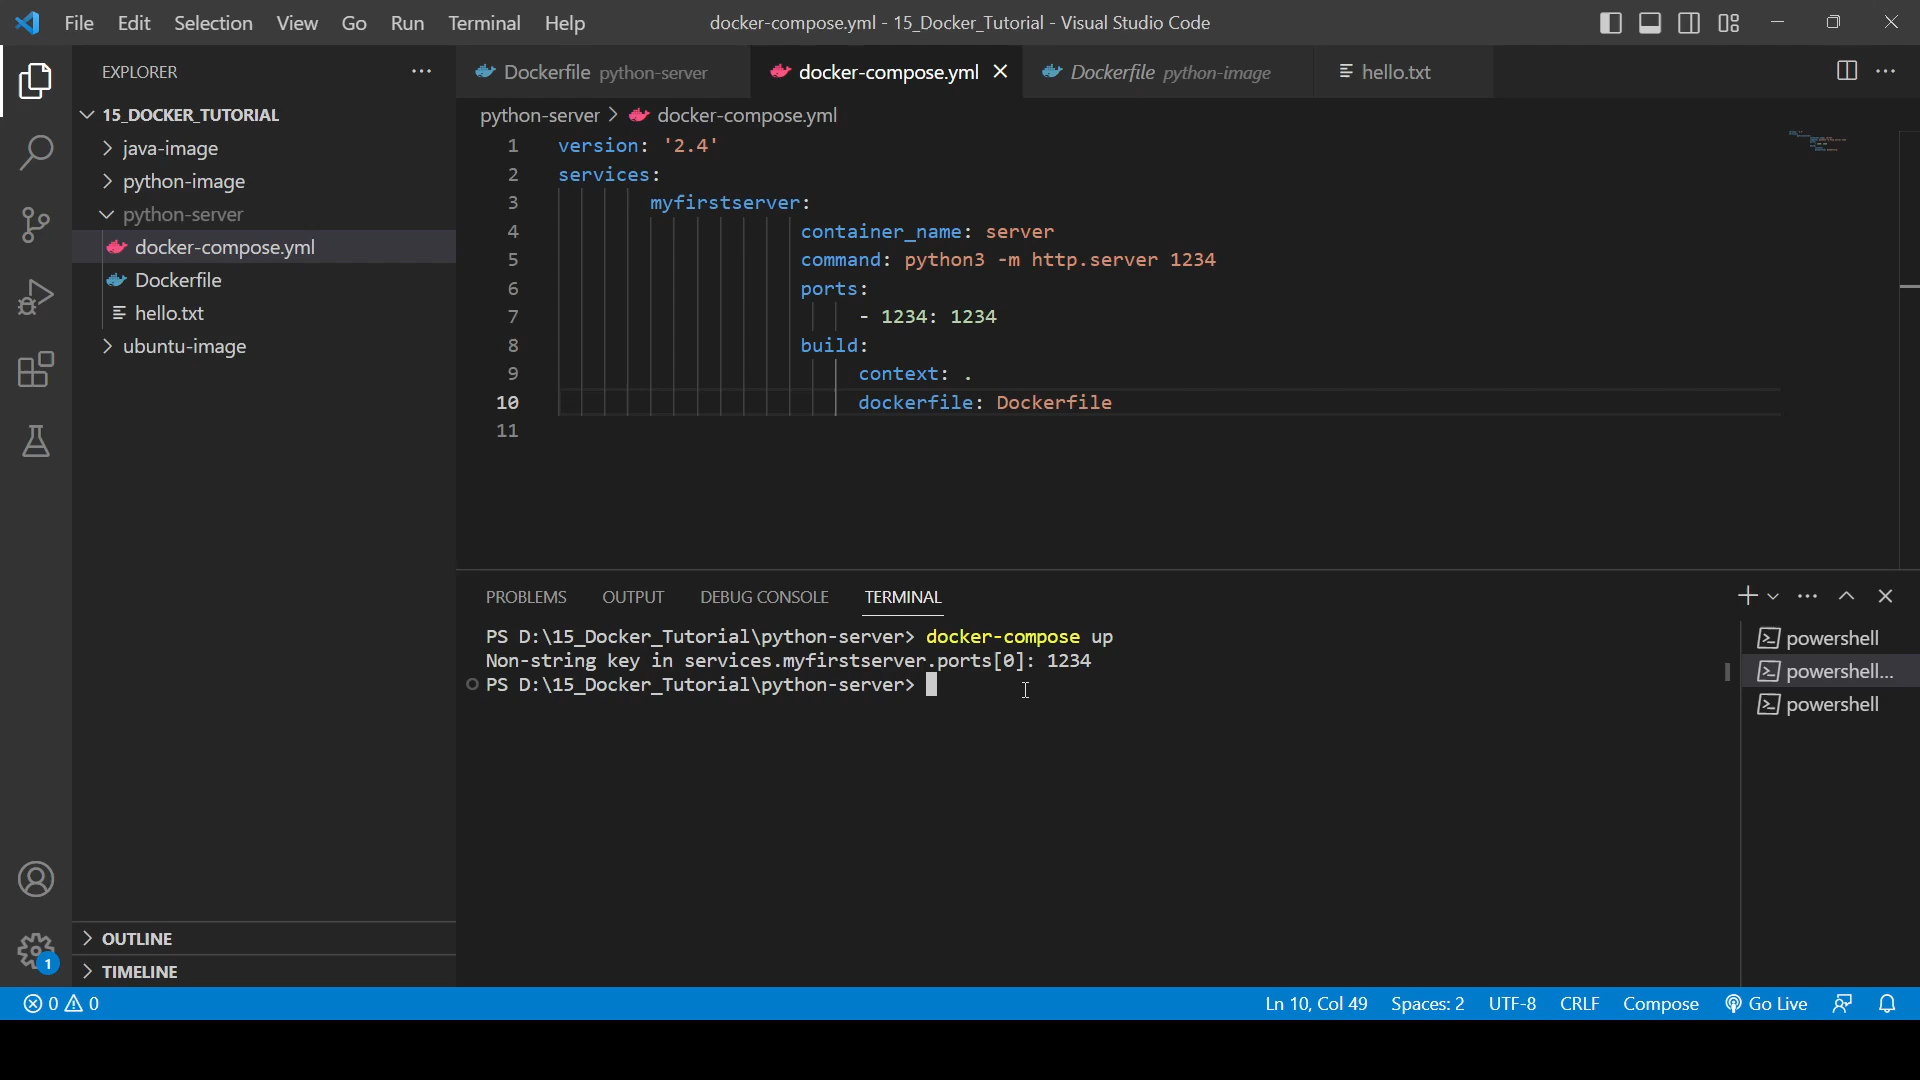 File Edit Selection View Go Run Terminal Help docker-compose.yml - 15_Docker_Tutorial - Visual Studio Code
EXPLORER
15_DOCKER_TUTORIAL
java-image
python-image
python-server
docker-compose.yml
Dockerfile
hello.txt
ubuntu-image
OUTLINE
TIMELINE
Dockerfile python-server docker-compose.yml Dockerfile python-image hello.txt
python-server > docker-compose.yml
1 version: '2.4'
2 services:
3 myfirstserver:
4 container_name: server
5 command: python3 -m http.server 1234
6 ports:
7 - 1234: 1234
8 build:
9 context: .
10 dockerfile: Dockerfile
11
PROBLEMS OUTPUT DEBUG CONSOLE TERMINAL
PS D:\15_Docker_Tutorial\python-server> docker-compose up
Non-string key in services.myfirstserver.ports[0]: 1234
PS D:\15_Docker_Tutorial\python-server>
powershell
powershell...
powershell
1
0 0 Ln 10, Col 49 Spaces: 2 UTF-8 CRLF Compose Go Live